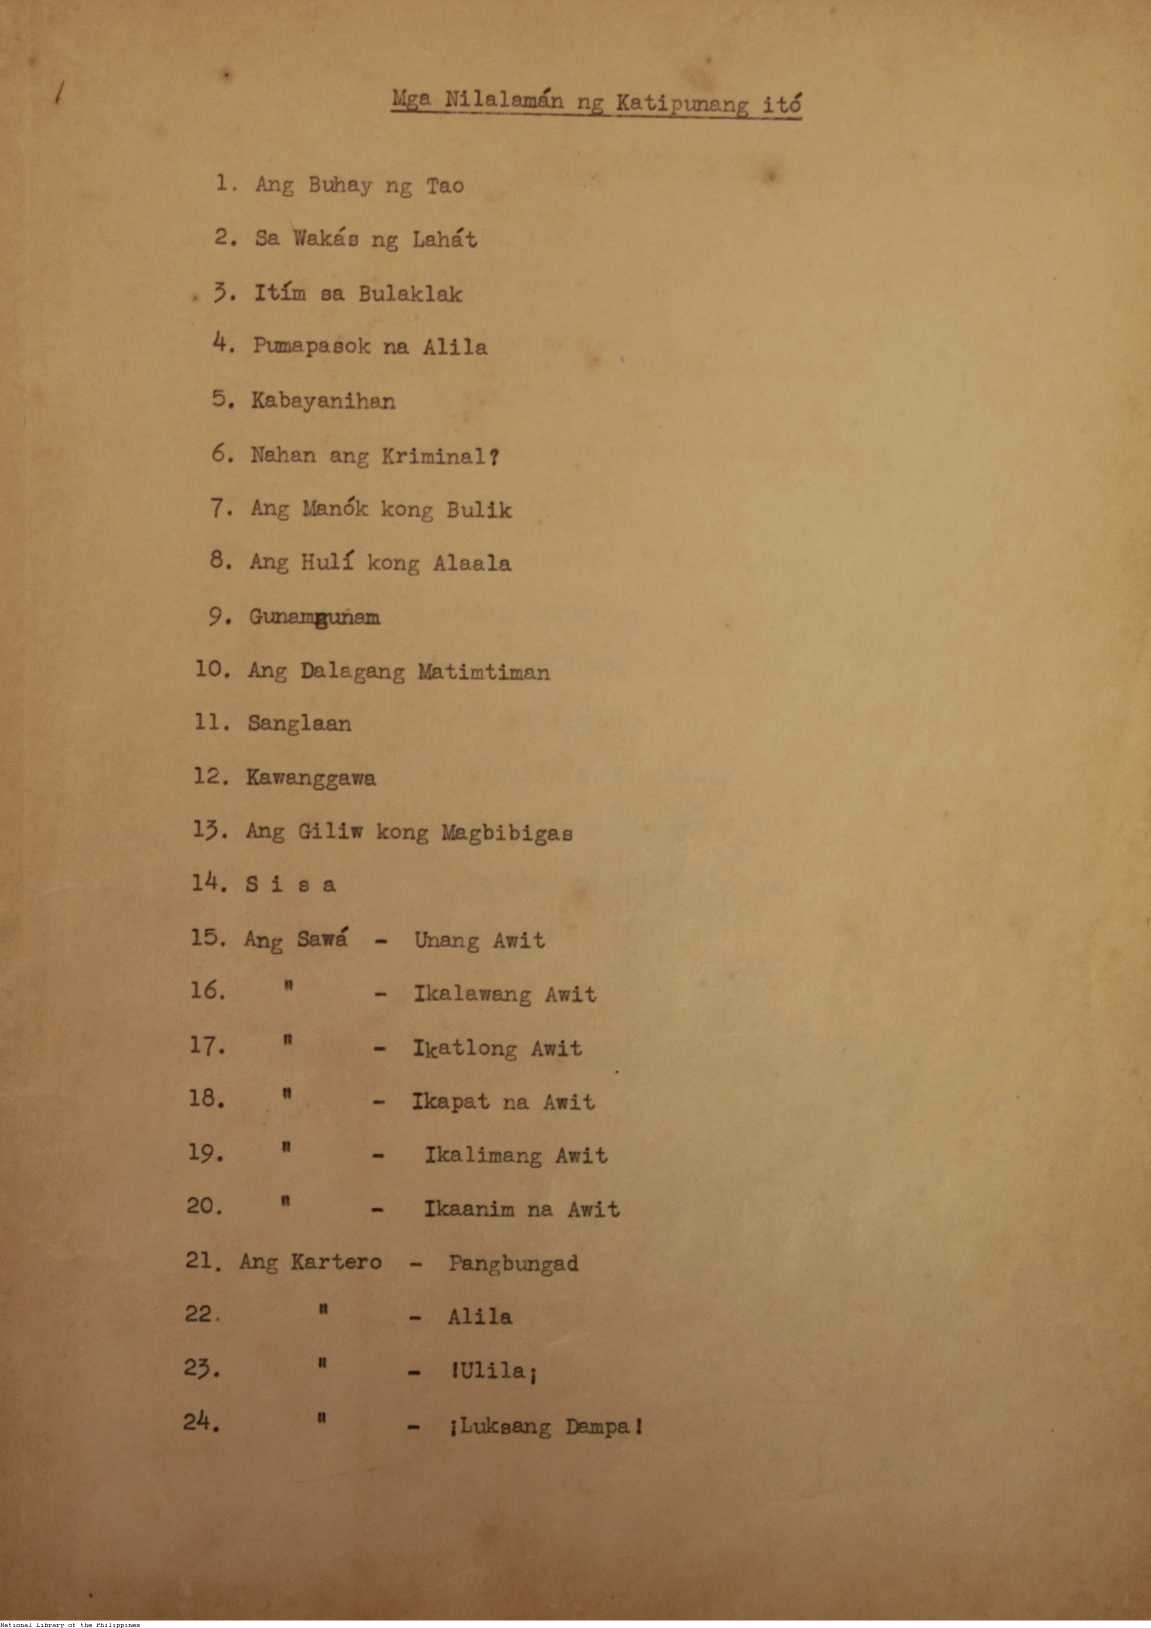 1
Mga Nilalamán ng Katipunang itó
1. Ang Buhay ng Tao
2. Sa Wakás ng Lahát
3. Itím sa Bulaklak
4. Pumapasok na Alila
5. Kabayanihan
6. Nahan ang Kriminal?
7. Ang Manók kong Bulik
8. Ang Hulí kong Alaala
9. Gunamgunam
10. Ang Dalagang Matimtiman
11. Sanglaan
12. Kawanggawa
13. Ang Giliw kong Magbibigas
14. S i s a
15. Ang Sawá - Unang Awit
16. " - Ikalawang Awit
17. " - Ikatlong Awit
18. " - Ikapat na Awit
19. " - Ikalimang Awit
20. " - Ikaanim na Awit
21. Ang Kartero - Pangbungad
22. " - Alila
23. " - !Ulila¡
24. " - ¡Luksang Dampa!
National Library of the Philippines